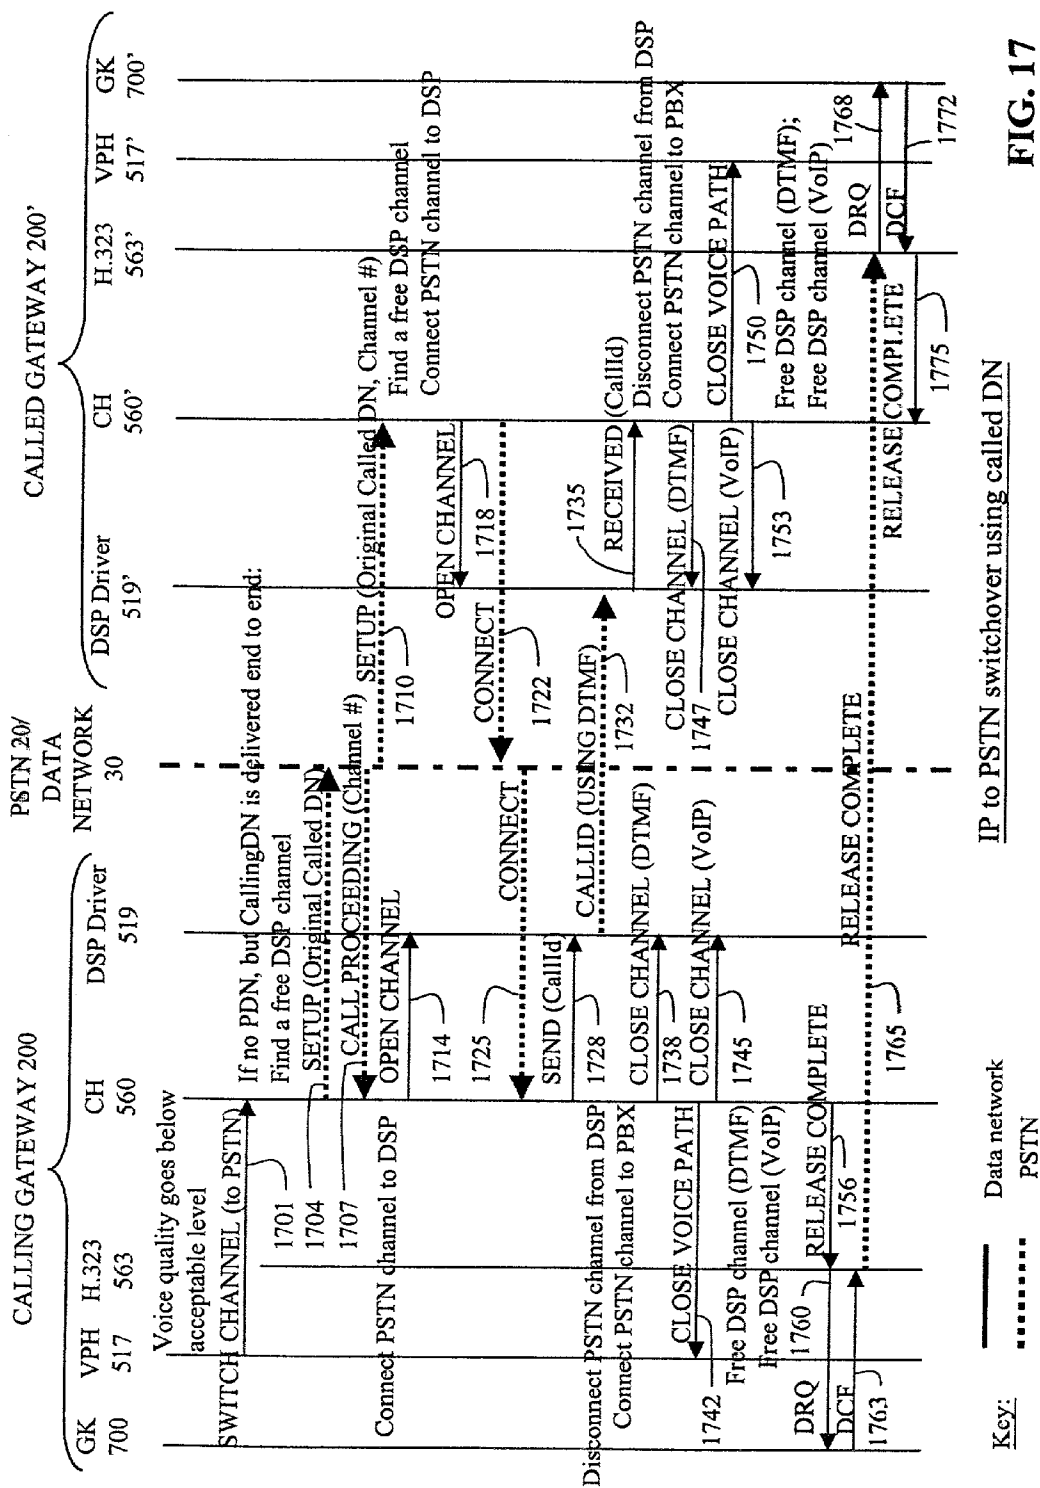 CALLING GATEWAY 200
PSTN 20/
DATA
NETWORK
30
CALLED GATEWAY 200'
GK
700
VPH
517
H.323
563
CH
560
DSP Driver
519
DSP Driver
519'
CH
560'
H.323
563'
VPH
517'
GK
700'
Voice quality goes below
acceptable level
SWITCH CHANNEL (to PSTN)
1701
If no PDN, but CallingDN is delivered end to end:
Find a free DSP channel
SETUP (Original Called DN)
1704
CALL PROCEEDING (Channel #)
1707
SETUP (Original Called DN, Channel #)
1710
Find a free DSP channel
Connect PSTN channel to DSP
Connect PSTN channel to DSP
OPEN CHANNEL
1714
OPEN CHANNEL
1718
CONNECT
1722
CONNECT
1725
SEND (CallId)
1728
CALLID (USING DTMF)
1732
1735
RECEIVED (CallId)
Disconnect PSTN channel from DSP
Connect PSTN channel to PBX
Disconnect PSTN channel from DSP
Connect PSTN channel to PBX
CLOSE CHANNEL (DTMF)
1738
CLOSE VOICE PATH
1742
CLOSE CHANNEL (VoIP)
1745
CLOSE CHANNEL (DTMF)
1747
CLOSE VOICE PATH
1750
CLOSE CHANNEL (VoIP)
1753
Free DSP channel (DTMF)
Free DSP channel (VoIP)
Free DSP channel (DTMF);
Free DSP channel (VoIP)
RELEASE COMPLETE
1756
DRQ
1760
DCF
1763
RELEASE COMPLETE
1765
RELEASE COMPLETE
DRQ
1768
DCF
1772
1775
Key:
Data network
PSTN
IP to PSTN switchover using called DN
FIG. 17